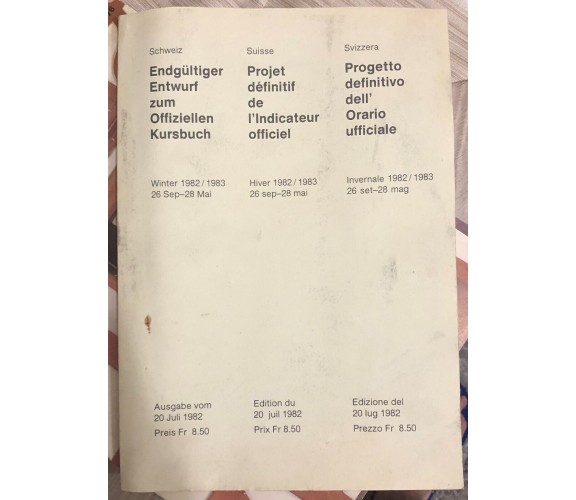 Schweiz
Endgültiger
Entwurf
zum
Offiziellen
Kursbuch
Winter 1982/1983
26 Sep–28 Mai
Ausgabe vom
20 Juli 1982
Preis Fr 8.50
Suisse
Projet
définitif
de
l'Indicateur
officiel
Hiver 1982/1983
26 sep–28 mai
Edition du
20 juil 1982
Prix Fr 8.50
Svizzera
Progetto
definitivo
dell'
Orario
ufficiale
Invernale 1982/1983
26 set–28 mag
Edizione del
20 lug 1982
Prezzo Fr 8.50